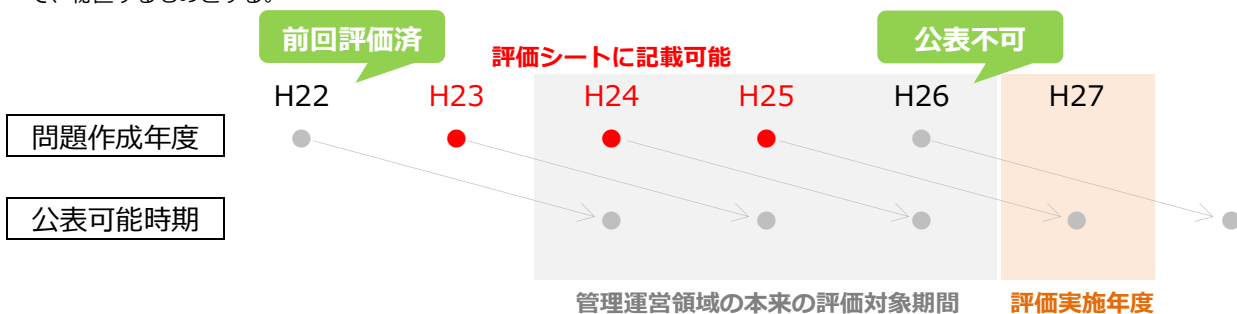 前回評価済
公表不可
評価シートに記載可能
H22 H23 H24 H25 H26 H27
問題作成年度
公表可能時期
管理運営領域の本来の評価対象期間 評価実施年度